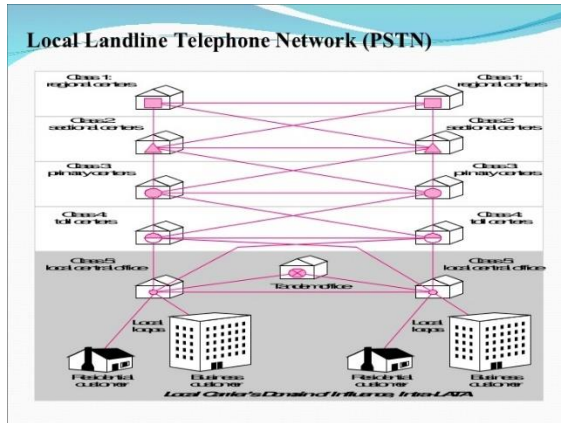 Local Landline Telephone Network (PSTN)
Class 1:
regional centers
Class 1:
regional centers
Class 2
sectional centers
Class 2
sectional centers
Class 3
primary centers
Class 3
primary centers
Class 4
toll centers
Class 4
toll centers
Class 5
local central office
Class 5
local central office
Tandem office
Local
loops
Local
loops
Residential
customer
Business
customer
Residential
customer
Business
customer
Local Carrier's Domain of Influence, Intra-LATA